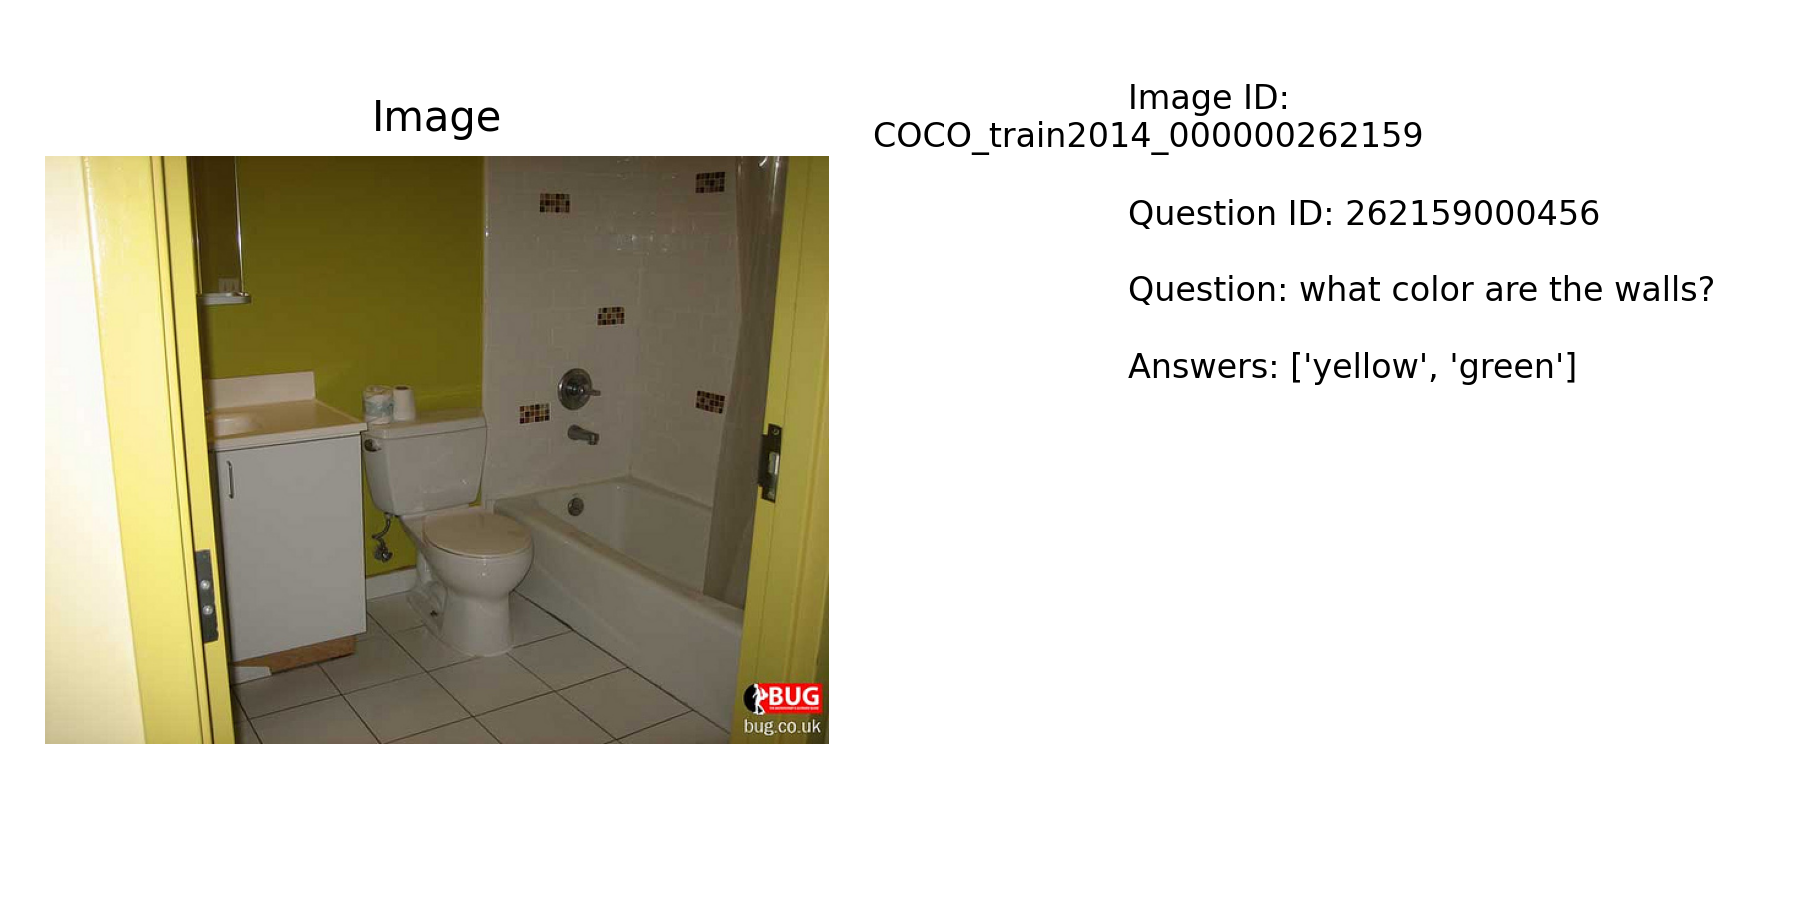 Image
Image ID:
COCO_train2014_000000262159
Question ID: 262159000456
Question: what color are the walls?
Answers: ['yellow', 'green']
BUG
bug.co.uk